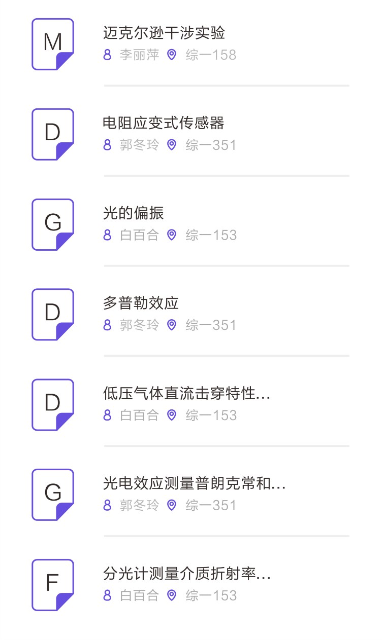 M
迈克尔逊干涉实验
李丽萍 综一158
D
电阻应变式传感器
郭冬玲 综一351
G
光的偏振
白百合 综一153
D
多普勒效应
郭冬玲 综一351
D
低压气体直流击穿特性...
白百合 综一153
G
光电效应测量普朗克常和...
郭冬玲 综一351
F
分光计测量介质折射率...
白百合 综一153